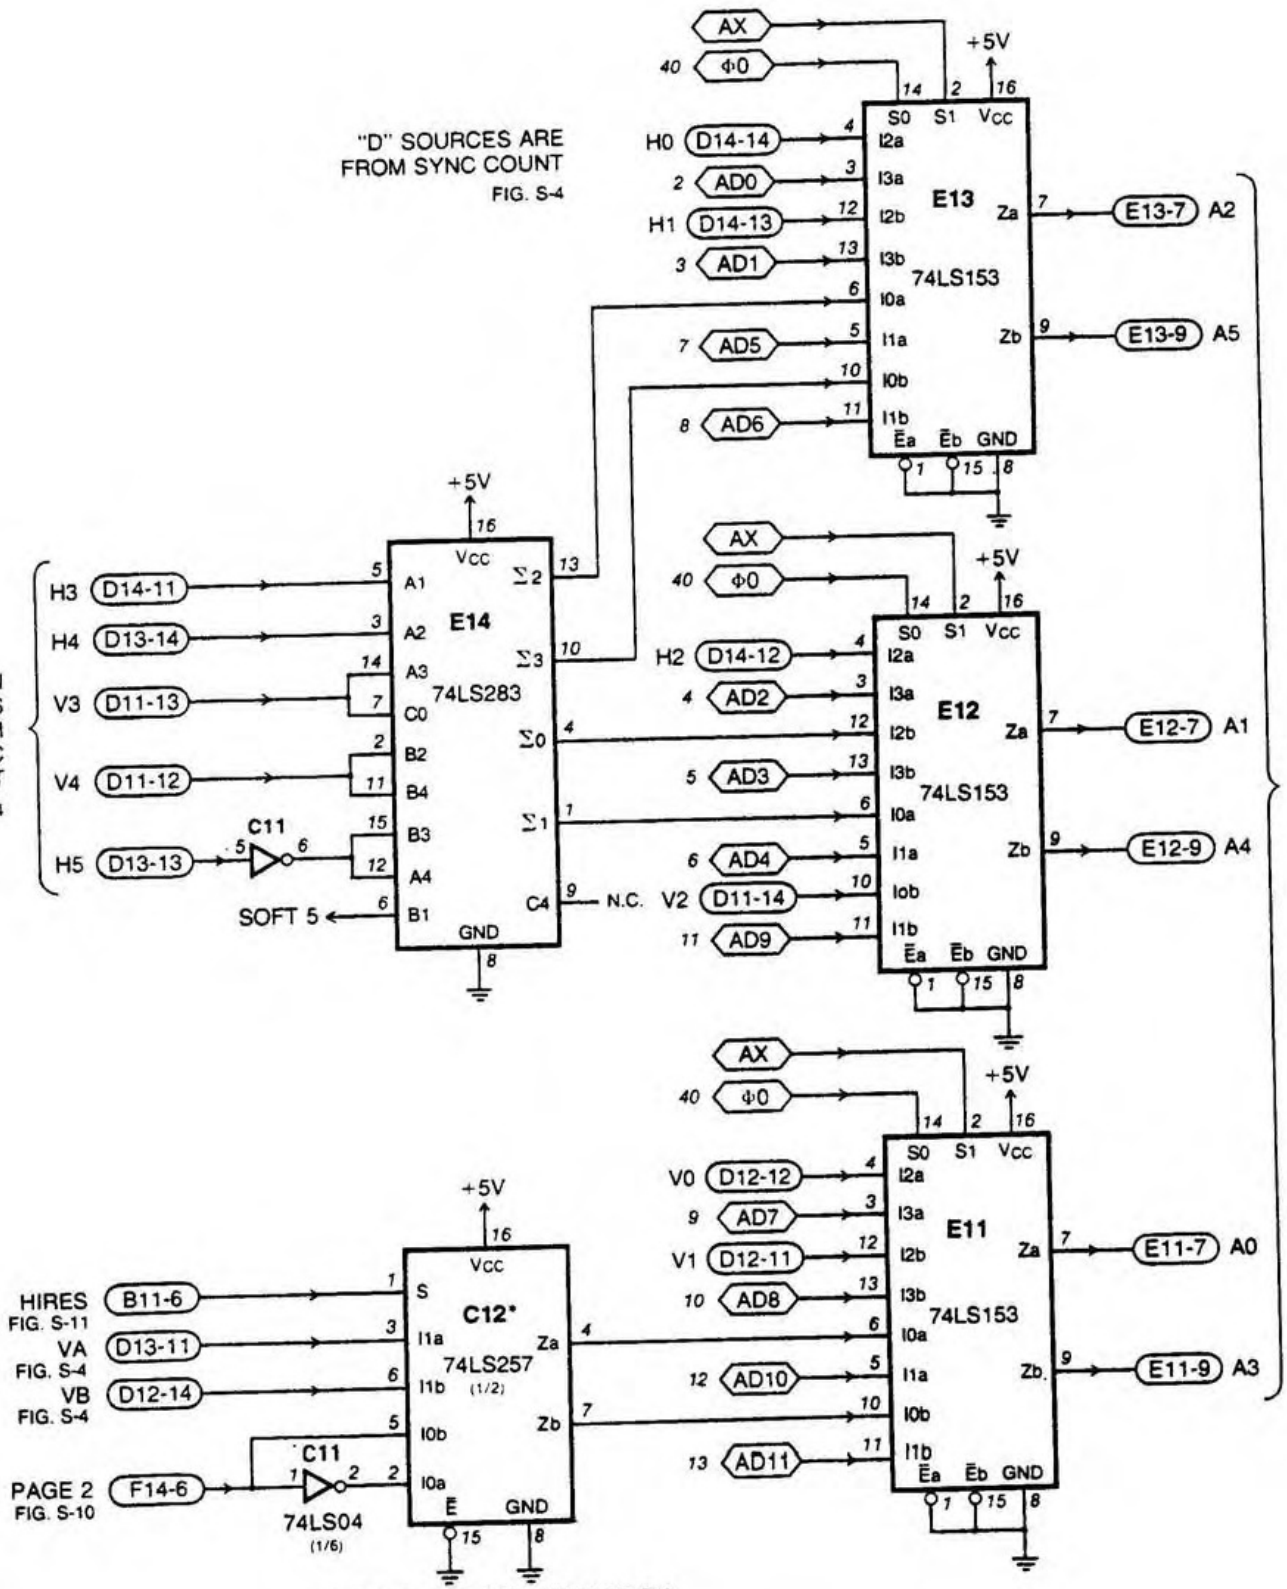 AX
+5V
40 Φ0
14 2 16
S0 S1 VCC
"D" SOURCES ARE
FROM SYNC COUNT
FIG. S-4
H0 D14-14 4 I2a
2 AD0 3 I3a
E13
H1 D14-13 12 I2b
Za 7 E13-7 A2
3 AD1 13 I3b
74LS153
6 I0a
7 AD5 5 I1a
Zb 9 E13-9 A5
10 I0b
8 AD6 11 I1b
Ēa Ēb GND
1 15 8
+5V
16
VCC
AX
+5V
40 Φ0
14 2 16
S0 S1 VCC
H3 D14-11 5 A1
Σ2 13
E14
H4 D13-14 3 A2
Σ3 10
14 A3
74LS283
V3 D11-13
7 C0
Σ0 4
2 B2
V4 D11-12
11 B4
Σ1 1
C11
15 B3
H5 D13-13 5 6
12 A4
C4 9 N.C.
SOFT 5 6 B1
GND
8
H2 D14-12 4 I2a
4 AD2 3 I3a
E12
12 I2b
Za 7 E12-7 A1
5 AD3 13 I3b
74LS153
6 I0a
6 AD4 5 I1a
Zb 9 E12-9 A4
V2 D11-14 10 I0b
11 AD9 11 I1b
Ēa Ēb GND
1 15 8
AX
+5V
40 Φ0
14 2 16
S0 S1 VCC
V0 D12-12 4 I2a
9 AD7 3 I3a
E11
V1 D12-11 12 I2b
Za 7 E11-7 A0
10 AD8 13 I3b
74LS153
6 I0a
12 AD10 5 I1a
Zb 9 E11-9 A3
10 I0b
13 AD11 11 I1b
Ēa Ēb GND
1 15 8
+5V
16
VCC
HIRES B11-6 1 S
FIG. S-11
C12*
VA D13-11 3 I1a
Za 4
FIG. S-4
74LS257
(1/2)
VB D12-14 6 I1b
FIG. S-4
Zb 7
5 I0b
C11
PAGE 2 F14-6 1 2 2 I0a
FIG. S-10
74LS04
(1/6)
Ē GND
15 8